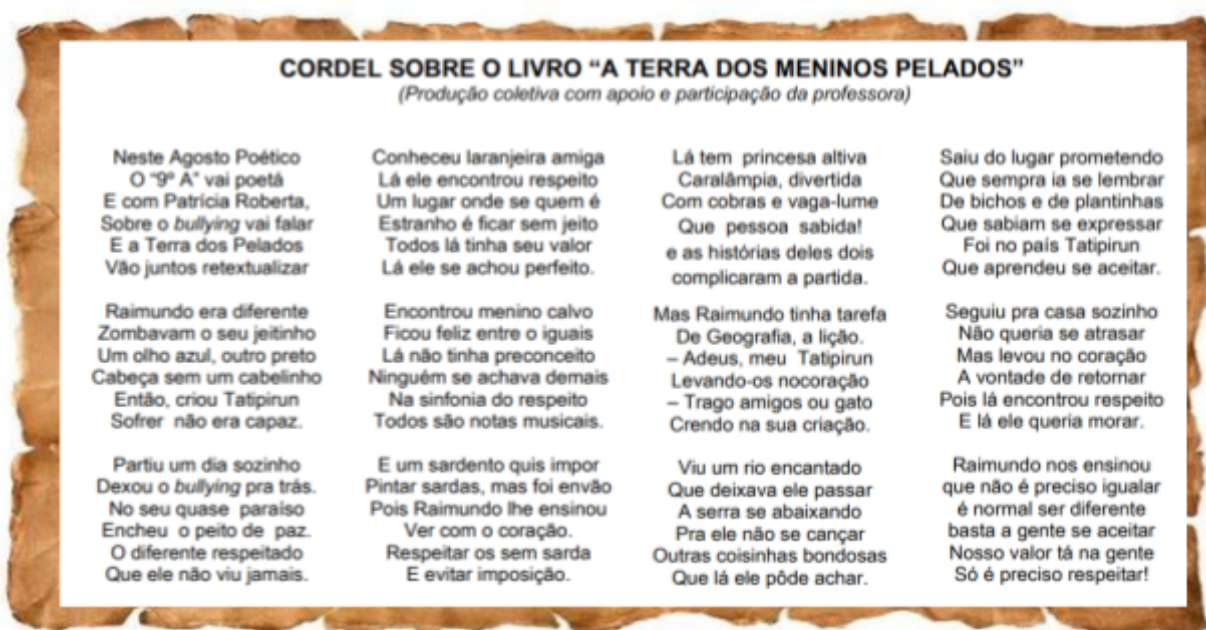 CORDEL SOBRE O LIVRO “A TERRA DOS MENINOS PELADOS”
(Produção coletiva com apoio e participação da professora)
Neste Agosto Poético
O “9º A” vai poetá
E com Patrícia Roberta,
Sobre o bullying vai falar
E a Terra dos Pelados
Vão juntos retextualizar
Raimundo era diferente
Zombavam o seu jeitinho
Um olho azul, outro preto
Cabeça sem um cabelinho
Então, criou Tatipirun
Sofrer não era capaz.
Partiu um dia sozinho
Dexou o bullying pra trás.
No seu quase paraíso
Encheu o peito de paz.
O diferente respeitado
Que ele não viu jamais.
Conheceu laranjeira amiga
Lá ele encontrou respeito
Um lugar onde se quem é
Estranho é ficar sem jeito
Todos lá tinha seu valor
Lá ele se achou perfeito.
Encontrou menino calvo
Ficou feliz entre o iguais
Lá não tinha preconceito
Ninguém se achava demais
Na sinfonia do respeito
Todos são notas musicais.
E um sardento quis impor
Pintar sardas, mas foi envão
Pois Raimundo lhe ensinou
Ver com o coração.
Respeitar os sem sarda
E evitar imposição.
Lá tem princesa altiva
Caralâmpia, divertida
Com cobras e vaga-lume
Que pessoa sabida!
e as histórias deles dois
complicaram a partida.
Mas Raimundo tinha tarefa
De Geografia, a lição.
– Adeus, meu Tatipirun
Levando-os nocoração
– Trago amigos ou gato
Crendo na sua criação.
Viu um rio encantado
Que deixava ele passar
A serra se abaixando
Pra ele não se cançar
Outras coisinhas bondosas
Que lá ele pôde achar.
Saiu do lugar prometendo
Que sempra ia se lembrar
De bichos e de plantinhas
Que sabiam se expressar
Foi no país Tatipirun
Que aprendeu se aceitar.
Seguiu pra casa sozinho
Não queria se atrasar
Mas levou no coração
A vontade de retornar
Pois lá encontrou respeito
E lá ele queria morar.
Raimundo nos ensinou
que não é preciso igualar
é normal ser diferente
basta a gente se aceitar
Nosso valor tá na gente
Só é preciso respeitar!